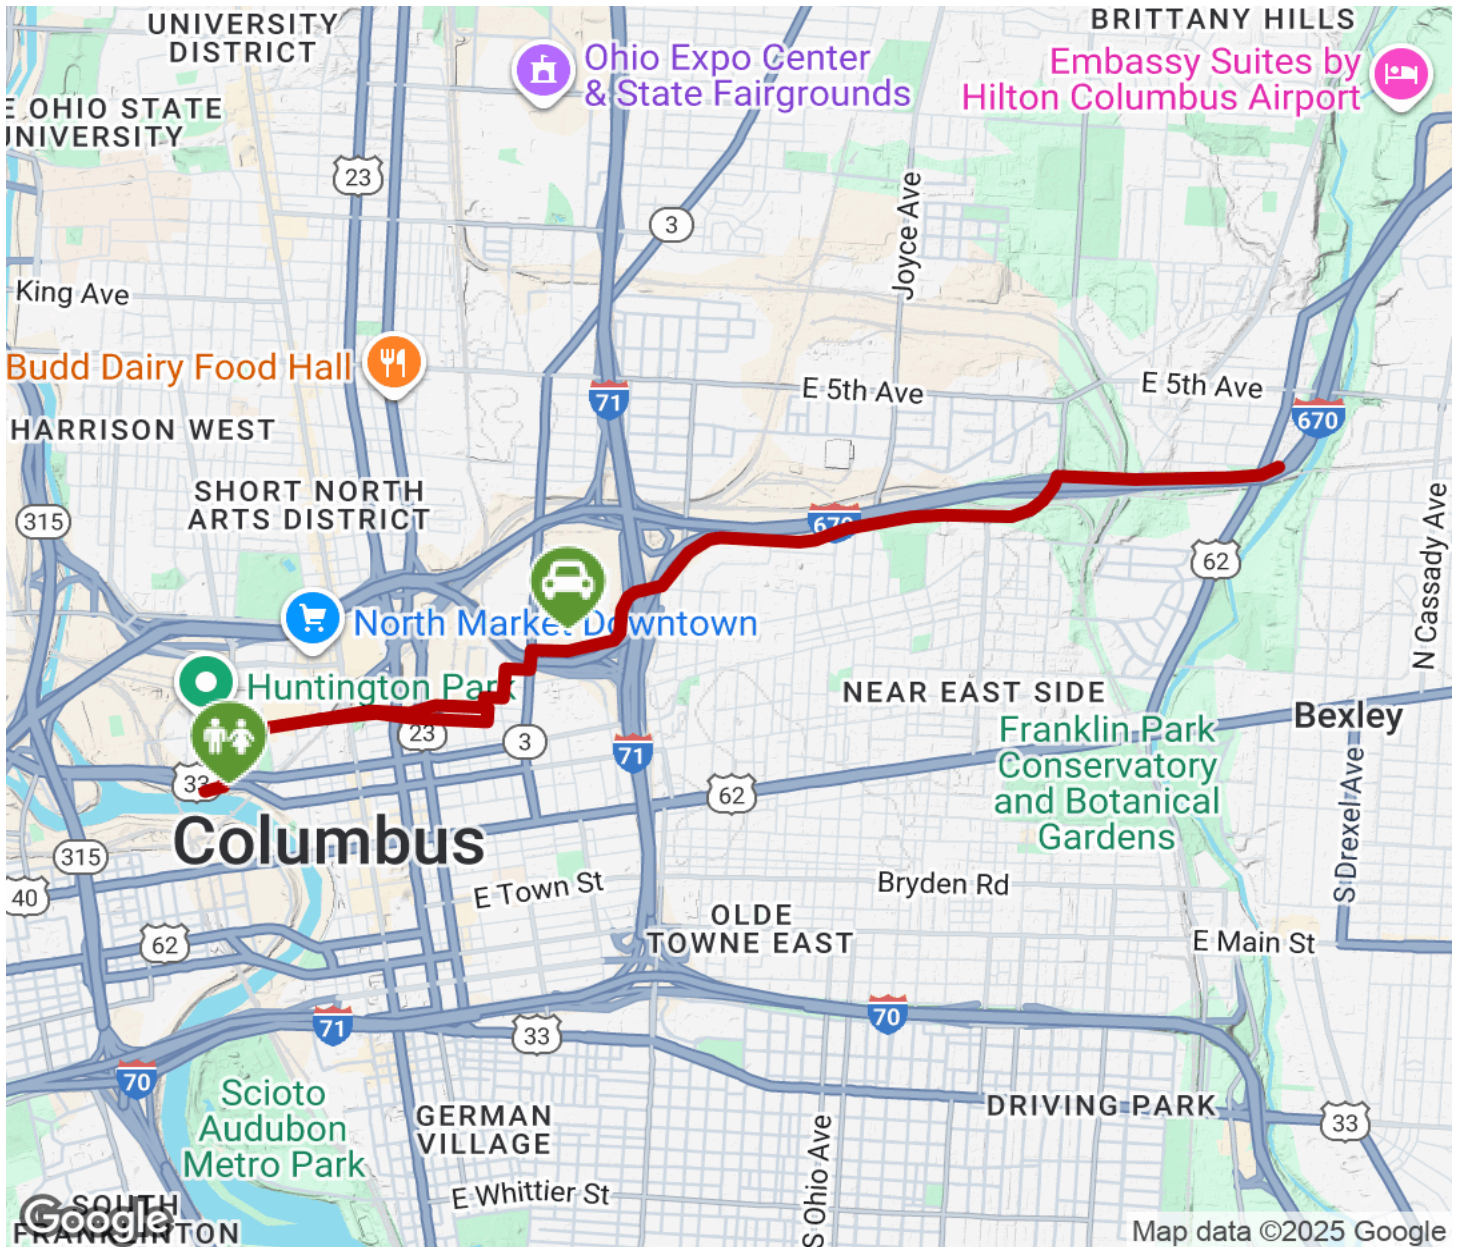 UNIVERSITY
DISTRICT
BRITTANY HILLS
Ohio Expo Center
& State Fairgrounds
Embassy Suites by
Hilton Columbus Airport
E OHIO STATE
UNIVERSITY
23
3
Joyce Ave
King Ave
Budd Dairy Food Hall
E 5th Ave
E 5th Ave
71
670
HARRISON WEST
SHORT NORTH
ARTS DISTRICT
315
670
62
N Cassady Ave
North Market Downtown
Huntington Park
NEAR EAST SIDE
23
3
71
33
62
Franklin Park
Conservatory
and Botanical
Gardens
Bexley
Columbus
315
40
S Drexel Ave
E Town St
Bryden Rd
OLDE
TOWNE EAST
62
E Main St
71
33
70
70
Scioto
Audubon
Metro Park
GERMAN
VILLAGE
DRIVING PARK
33
S Ohio Ave
E Whittier St
SOUTH
FRANKLINTON
Google
Map data ©2025 Google